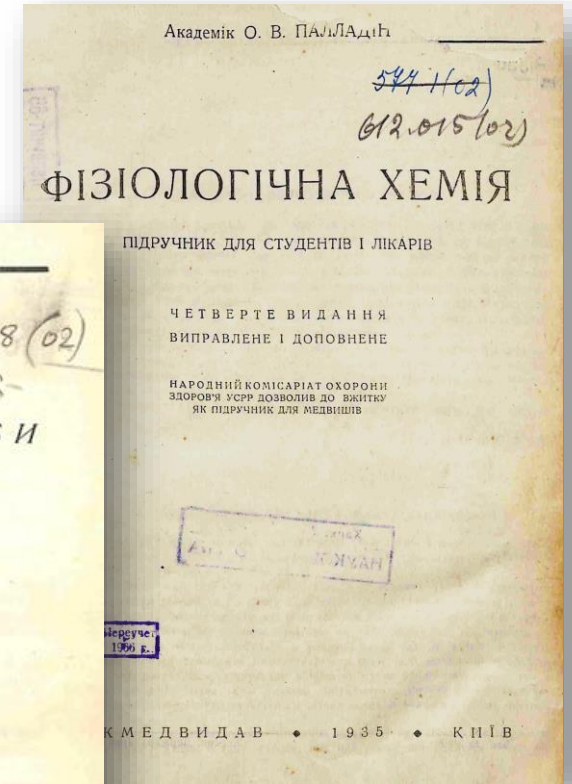 Академік О. В. ПАЛЛАДІН
577 1(02)
612.015(02)
ФІЗІОЛОГІЧНА ХЕМІЯ
ПІДРУЧНИК ДЛЯ СТУДЕНТІВ І ЛІКАРІВ
ЧЕТВЕРТЕ ВИДАННЯ
ВИПРАВЛЕНЕ І ДОПОВНЕНЕ
НАРОДНИЙ КОМІСАРІАТ ОХОРОНИ
ЗДОРОВ'Я УСРР ДОЗВОЛИВ ДО ВЖИТКУ
ЯК ПІДРУЧНИК ДЛЯ МЕДВИШІВ
Переучет
1966 г.
КМЕДВИДАВ • 1935 • КИЇВ
8 (02)
И